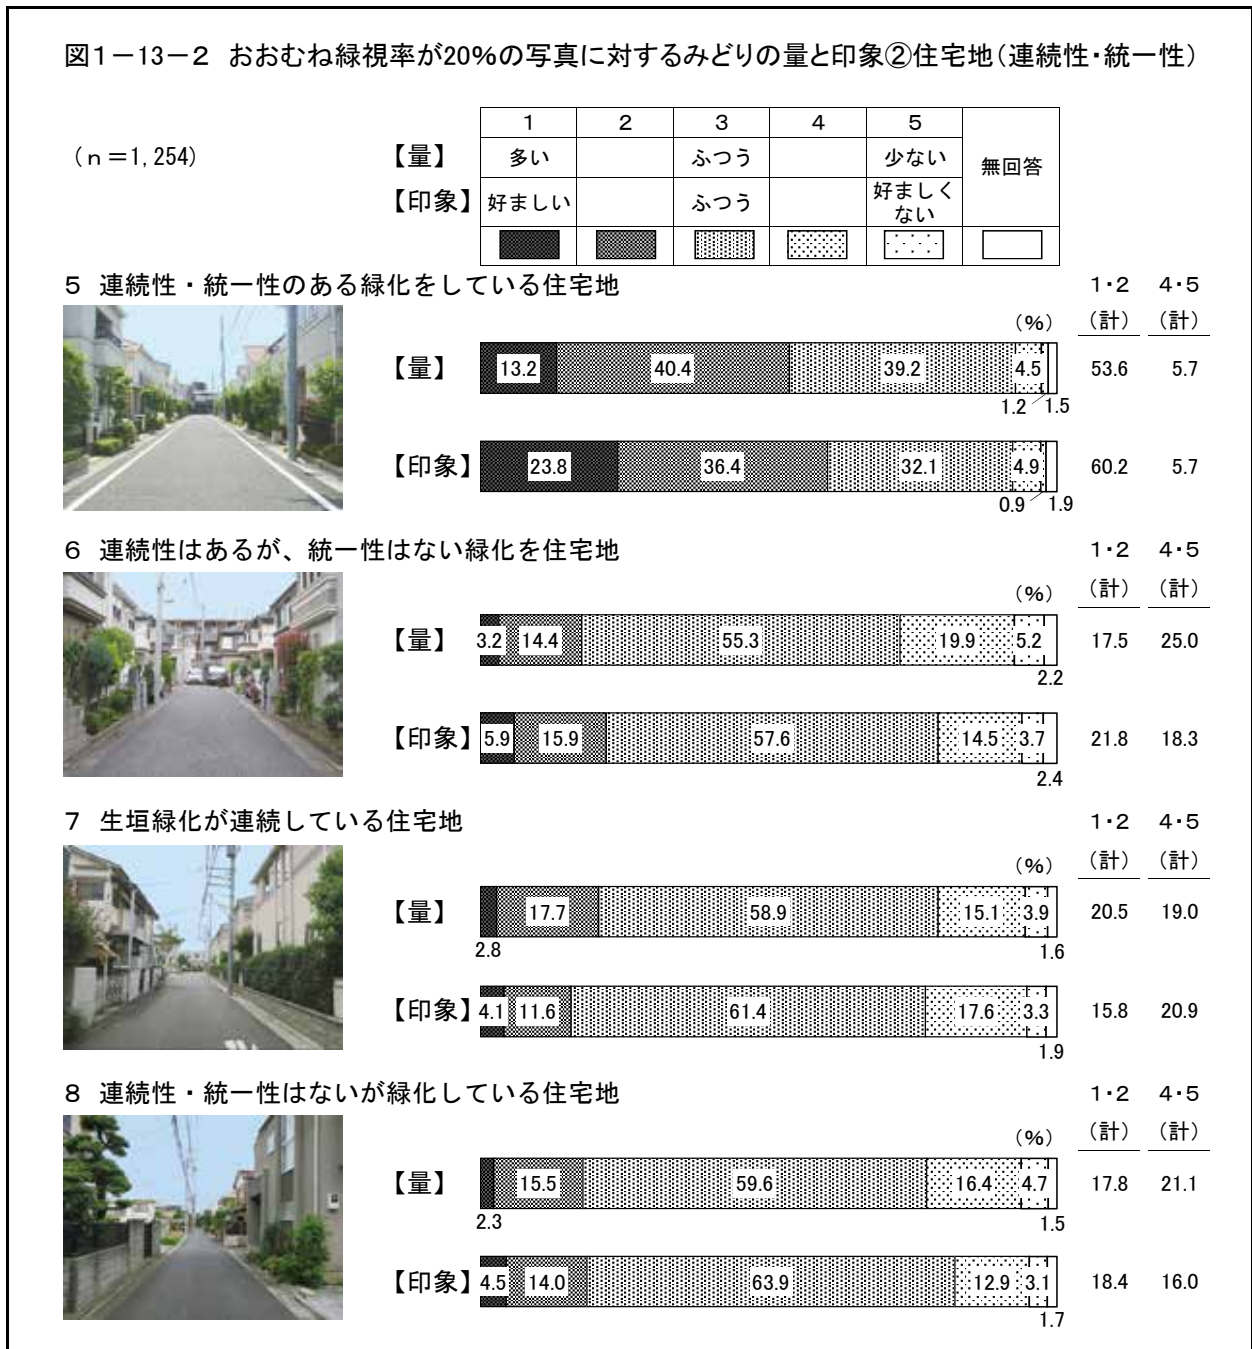 図1－13－2 おおむね緑視率が20％の写真に対するみどりの量と印象②住宅地（連続性・統一性）
（ｎ＝1,254）
1 2 3 4 5 無回答
【量】 多い ふつう 少ない
【印象】 好ましい ふつう 好ましくない
5 連続性・統一性のある緑化をしている住宅地 1・2 4・5
（％） （計） （計）
【量】 13.2 40.4 39.2 4.5 53.6 5.7
1.2 1.5
【印象】 23.8 36.4 32.1 4.9 60.2 5.7
0.9 1.9
6 連続性はあるが、統一性はない緑化を住宅地 1・2 4・5
（％） （計） （計）
【量】 3.2 14.4 55.3 19.9 5.2 17.5 25.0
2.2
【印象】 5.9 15.9 57.6 14.5 3.7 21.8 18.3
2.4
7 生垣緑化が連続している住宅地 1・2 4・5
（％） （計） （計）
【量】 17.7 58.9 15.1 3.9 20.5 19.0
2.8 1.6
【印象】 4.1 11.6 61.4 17.6 3.3 15.8 20.9
1.9
8 連続性・統一性はないが緑化している住宅地 1・2 4・5
（％） （計） （計）
【量】 15.5 59.6 16.4 4.7 17.8 21.1
2.3 1.5
【印象】 4.5 14.0 63.9 12.9 3.1 18.4 16.0
1.7